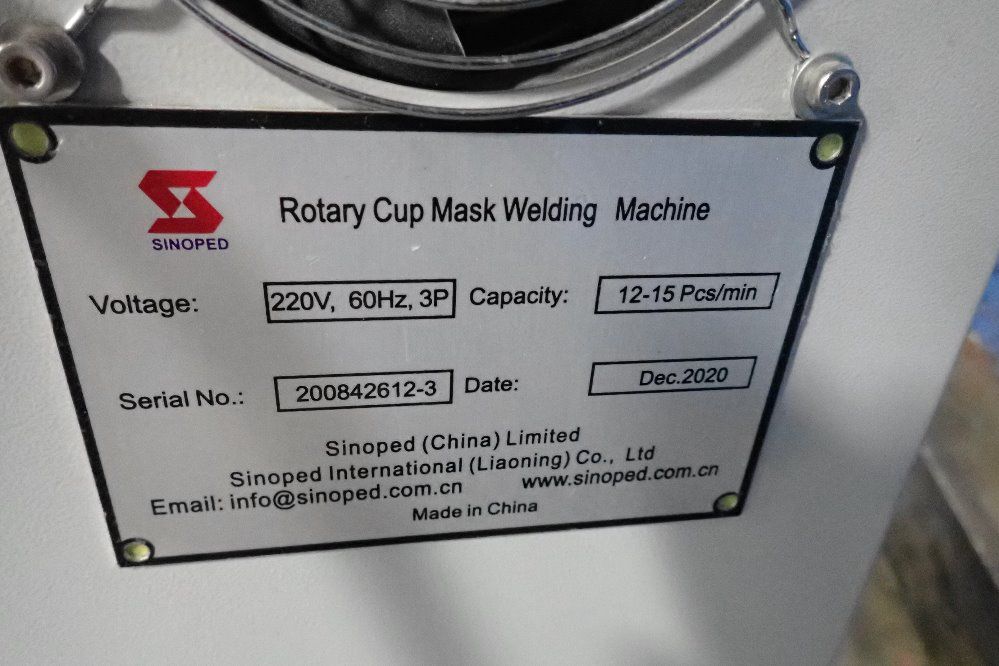 SINOPED
Rotary Cup Mask Welding Machine
Voltage: 220V, 60Hz, 3P Capacity: 12-15 Pcs/min
Serial No.: 200842612-3 Date: Dec.2020
Sinoped (China) Limited
Sinoped International (Liaoning) Co., Ltd
Email: info@sinoped.com.cn www.sinoped.com.cn
Made in China